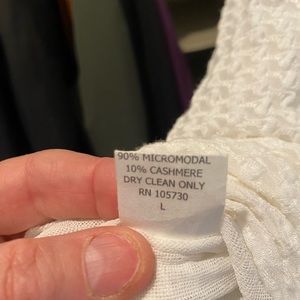 90% MICROMODAL
10% CASHMERE
DRY CLEAN ONLY
RN 105730
L